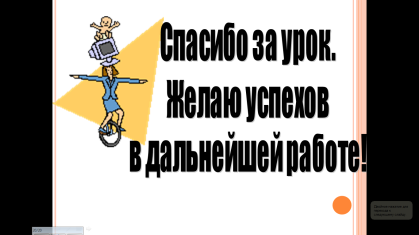 Спасибо за урок.
Желаю успехов
в дальнейшей работе!